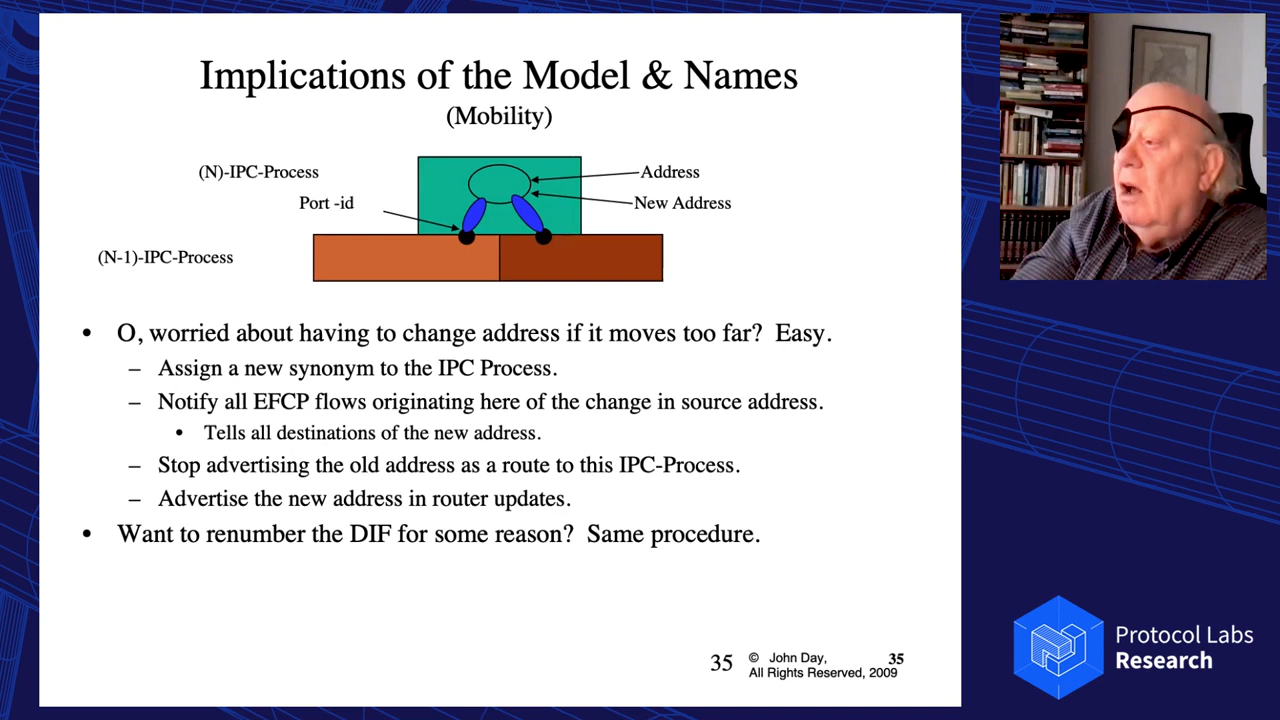 Implications of the Model & Names
(Mobility)
(N)-IPC-Process
Address
Port -id
New Address
(N-1)-IPC-Process
• O, worried about having to change address if it moves too far? Easy.
– Assign a new synonym to the IPC Process.
– Notify all EFCP flows originating here of the change in source address.
• Tells all destinations of the new address.
– Stop advertising the old address as a route to this IPC-Process.
– Advertise the new address in router updates.
• Want to renumber the DIF for some reason? Same procedure.
35
© John Day,
All Rights Reserved, 2009
35
Protocol Labs
Research